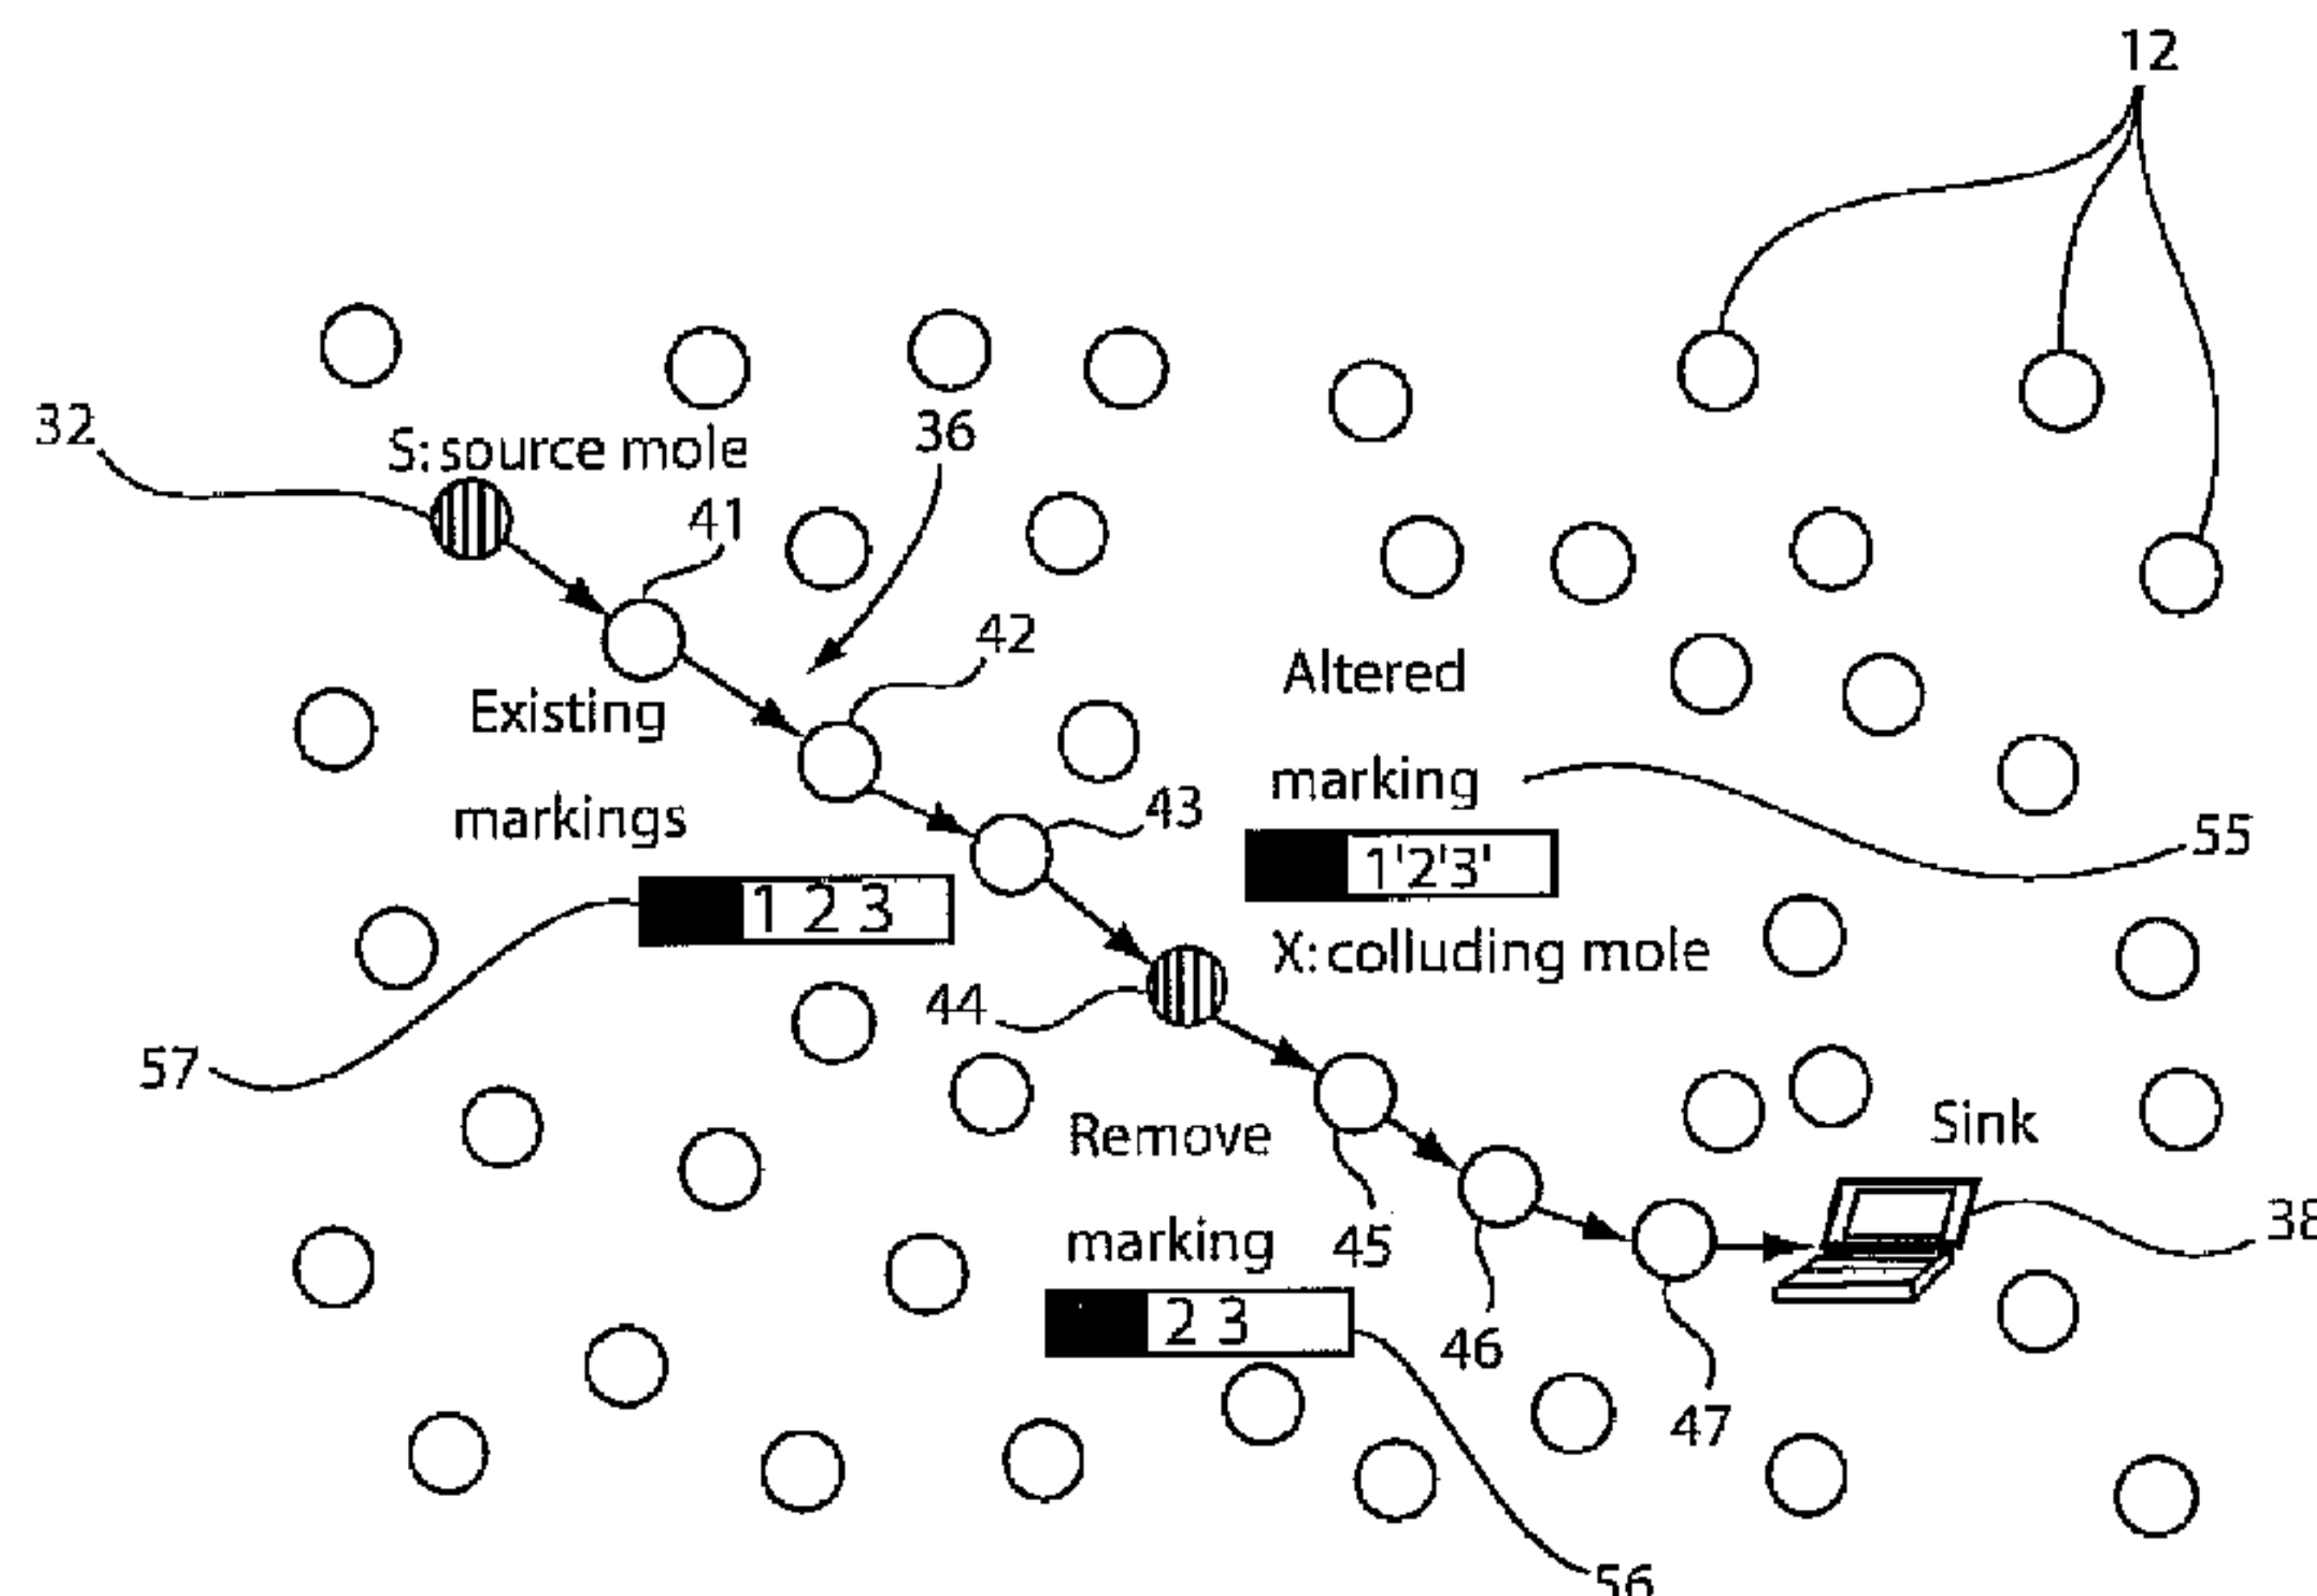 12
32
S: source mole
36
41
42
Existing
markings
Altered
marking
43
1'2'3'
55
1 2 3
X: colluding mole
44
57
Remove
marking
2 3
45
Sink
38
46
47
56